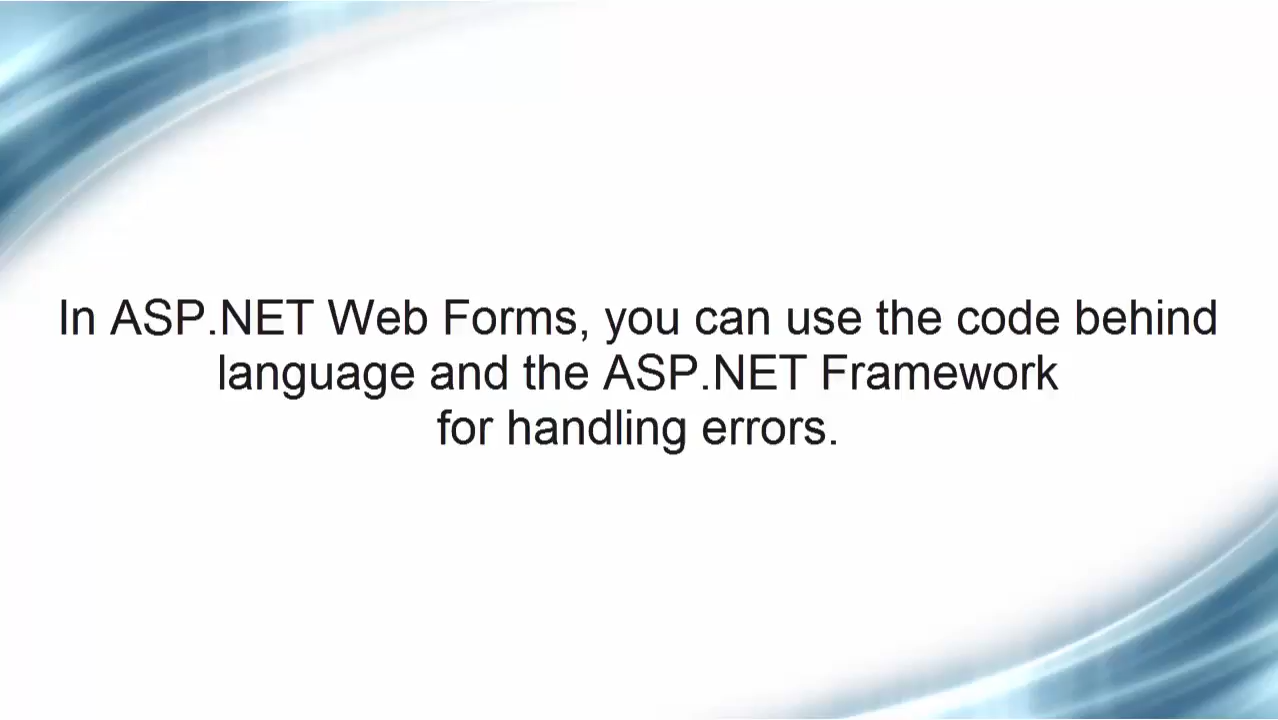 In ASP.NET Web Forms, you can use the code behind
language and the ASP.NET Framework
for handling errors.